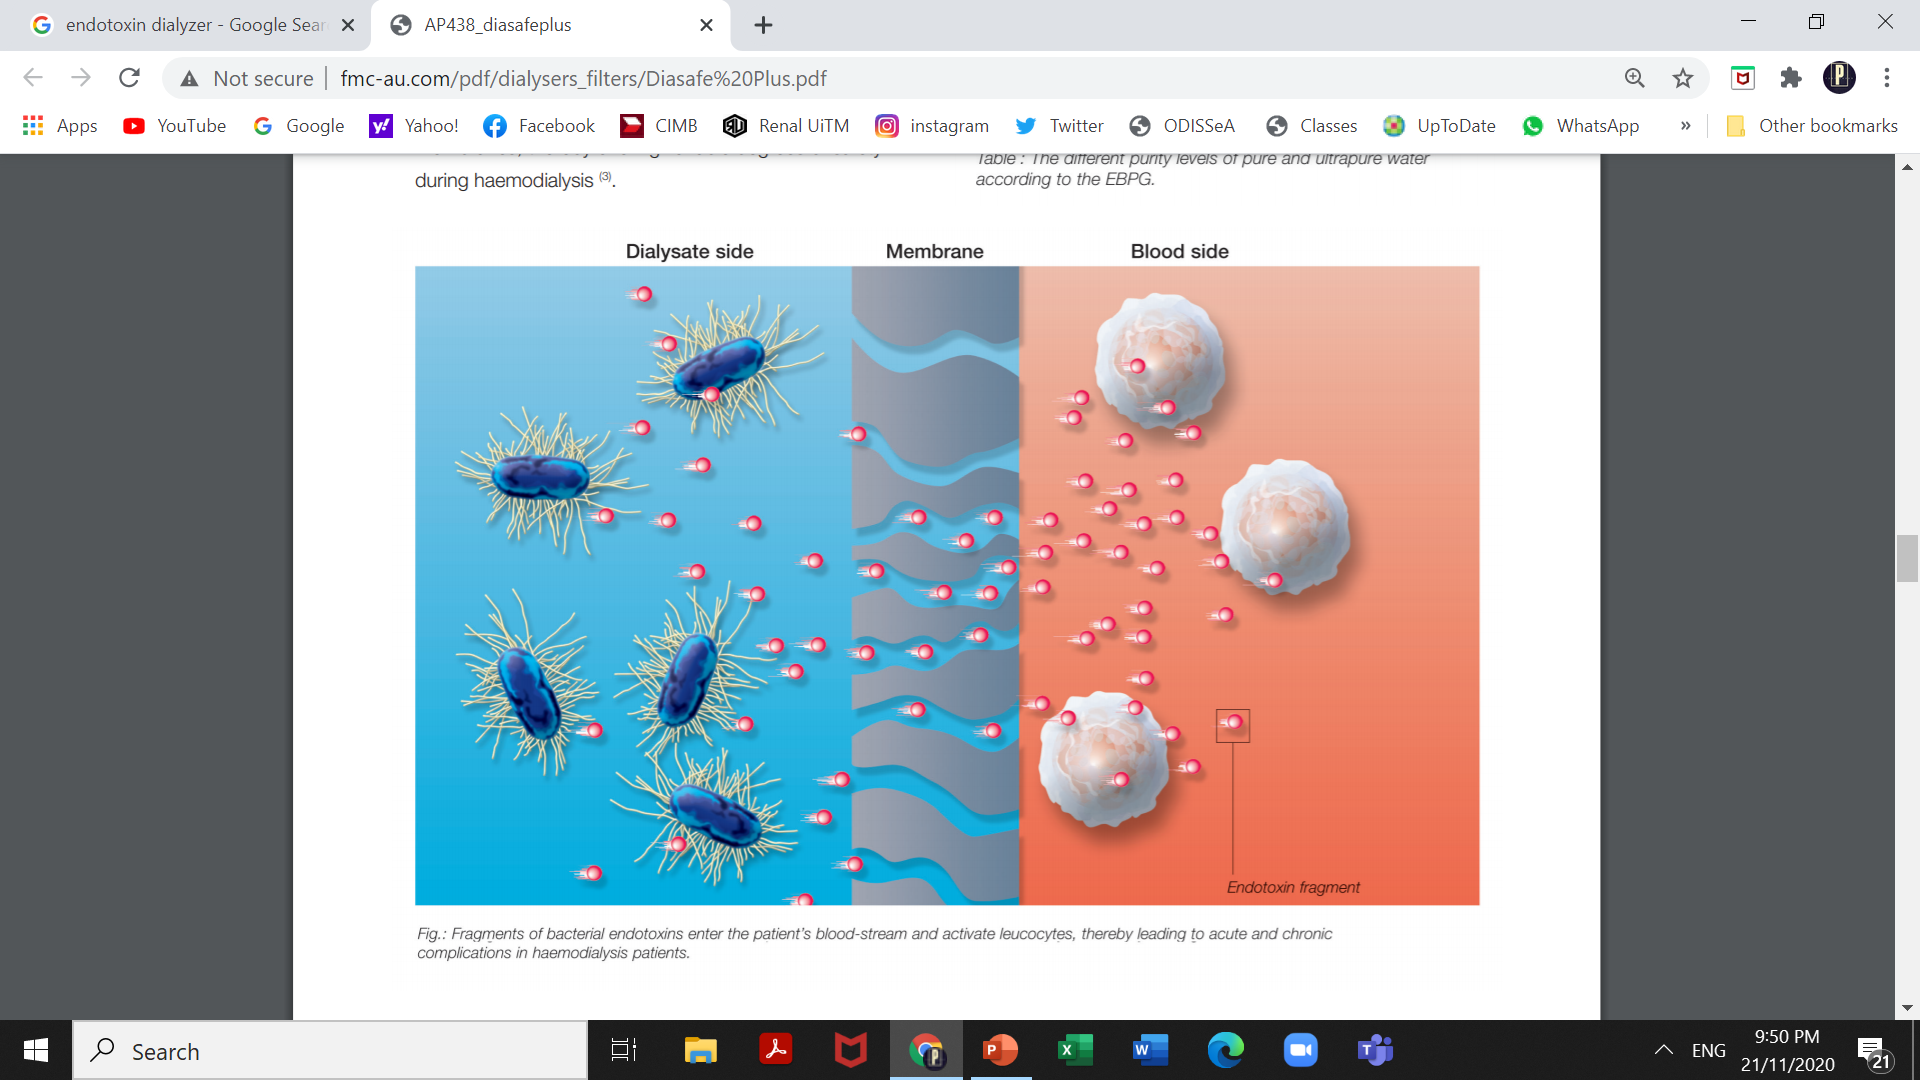 endotoxin dialyzer - Google Sear
AP438_diasafeplus
Not secure
fmc-au.com/pdf/dialysers_filters/Diasafe%20Plus.pdf
Apps
YouTube
Google
Yahoo!
Facebook
CIMB
Renal UiTM
instagram
Twitter
ODISSeA
Classes
UpToDate
WhatsApp
»
Other bookmarks
during haemodialysis (3).
Table : The different purity levels of pure and ultrapure water
according to the EBPG.
Dialysate side
Membrane
Blood side
Endotoxin fragment
Fig.: Fragments of bacterial endotoxins enter the patient's blood-stream and activate leucocytes, thereby leading to acute and chronic
complications in haemodialysis patients.
Search
ENG
9:50 PM
21/11/2020
21